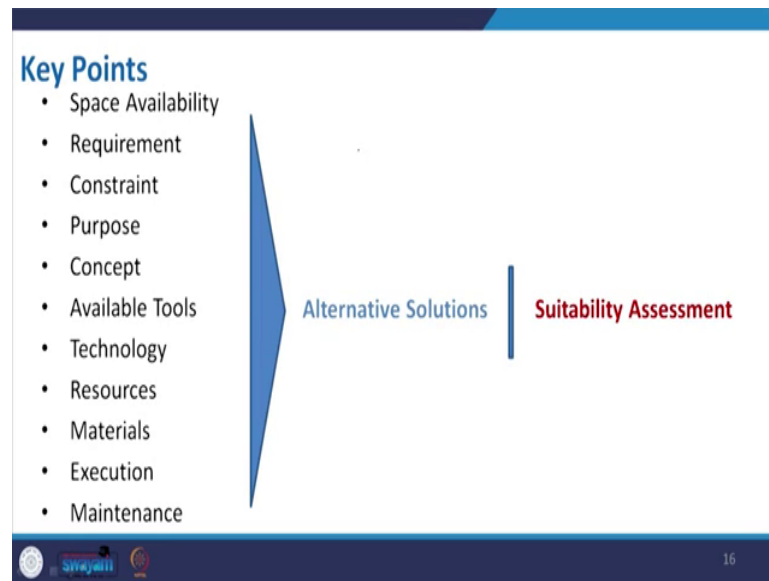 Key Points
• Space Availability
• Requirement
• Constraint
• Purpose
• Concept
• Available Tools
• Technology
• Resources
• Materials
• Execution
• Maintenance
Alternative Solutions
Suitability Assessment
swayam
16